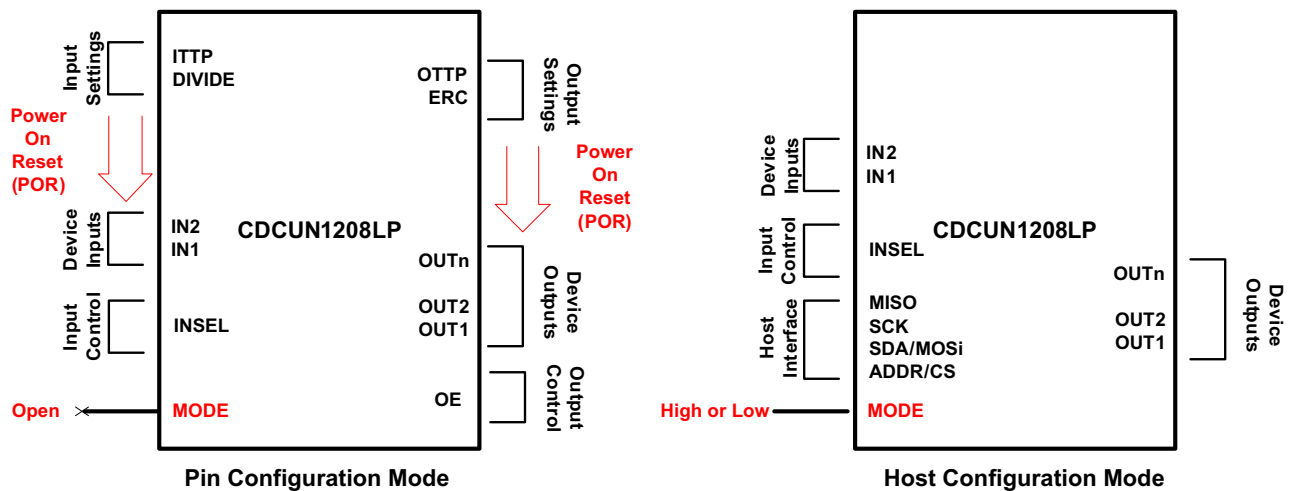 Input
Settings
ITTP
DIVIDE
Power
On
Reset
(POR)
Device
Inputs
IN2
IN1
CDCUN1208LP
Input
Control
INSEL
Open
MODE
OTTP
ERC
Output
Settings
Power
On
Reset
(POR)
OUTn
OUT2
OUT1
Device
Outputs
OE
Output
Control
Pin Configuration Mode
Device
Inputs
IN2
IN1
CDCUN1208LP
Input
Control
INSEL
Host
Interface
MISO
SCK
SDA/MOSi
ADDR/CS
High or Low
MODE
OUTn
OUT2
OUT1
Device
Outputs
Host Configuration Mode